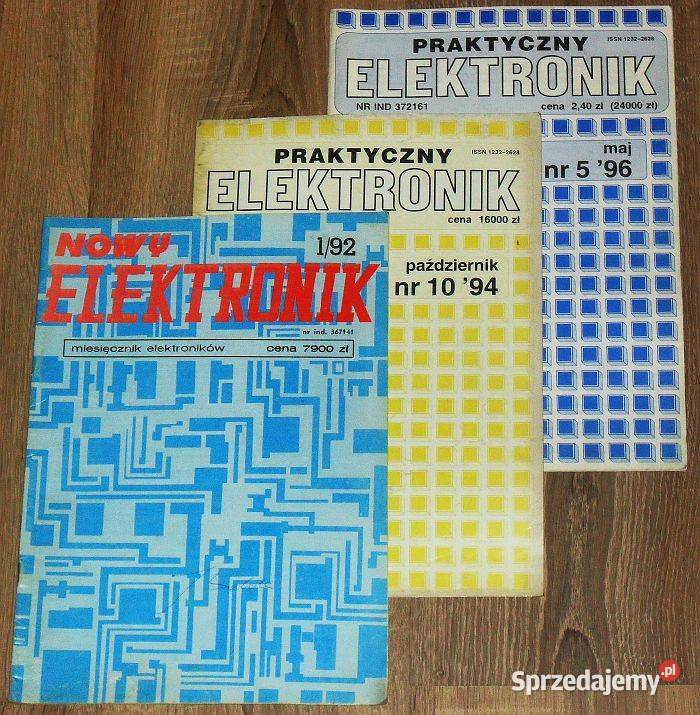 PRAKTYCZNY
ISSN 1232-2628
ELEKTRONIK
NR IND 372161 cena 2,40 zł (24000 zł)
maj
nr 5 '96
PRAKTYCZNY
ISSN 1232-2628
ELEKTRONIK
cena 16000 zł
październik
nr 10 '94
NOWY 1/92
ELEKTRONIK
nr ind. 367141
miesięcznik elektroników cena 7900 zł
Sprzedajemy.pl